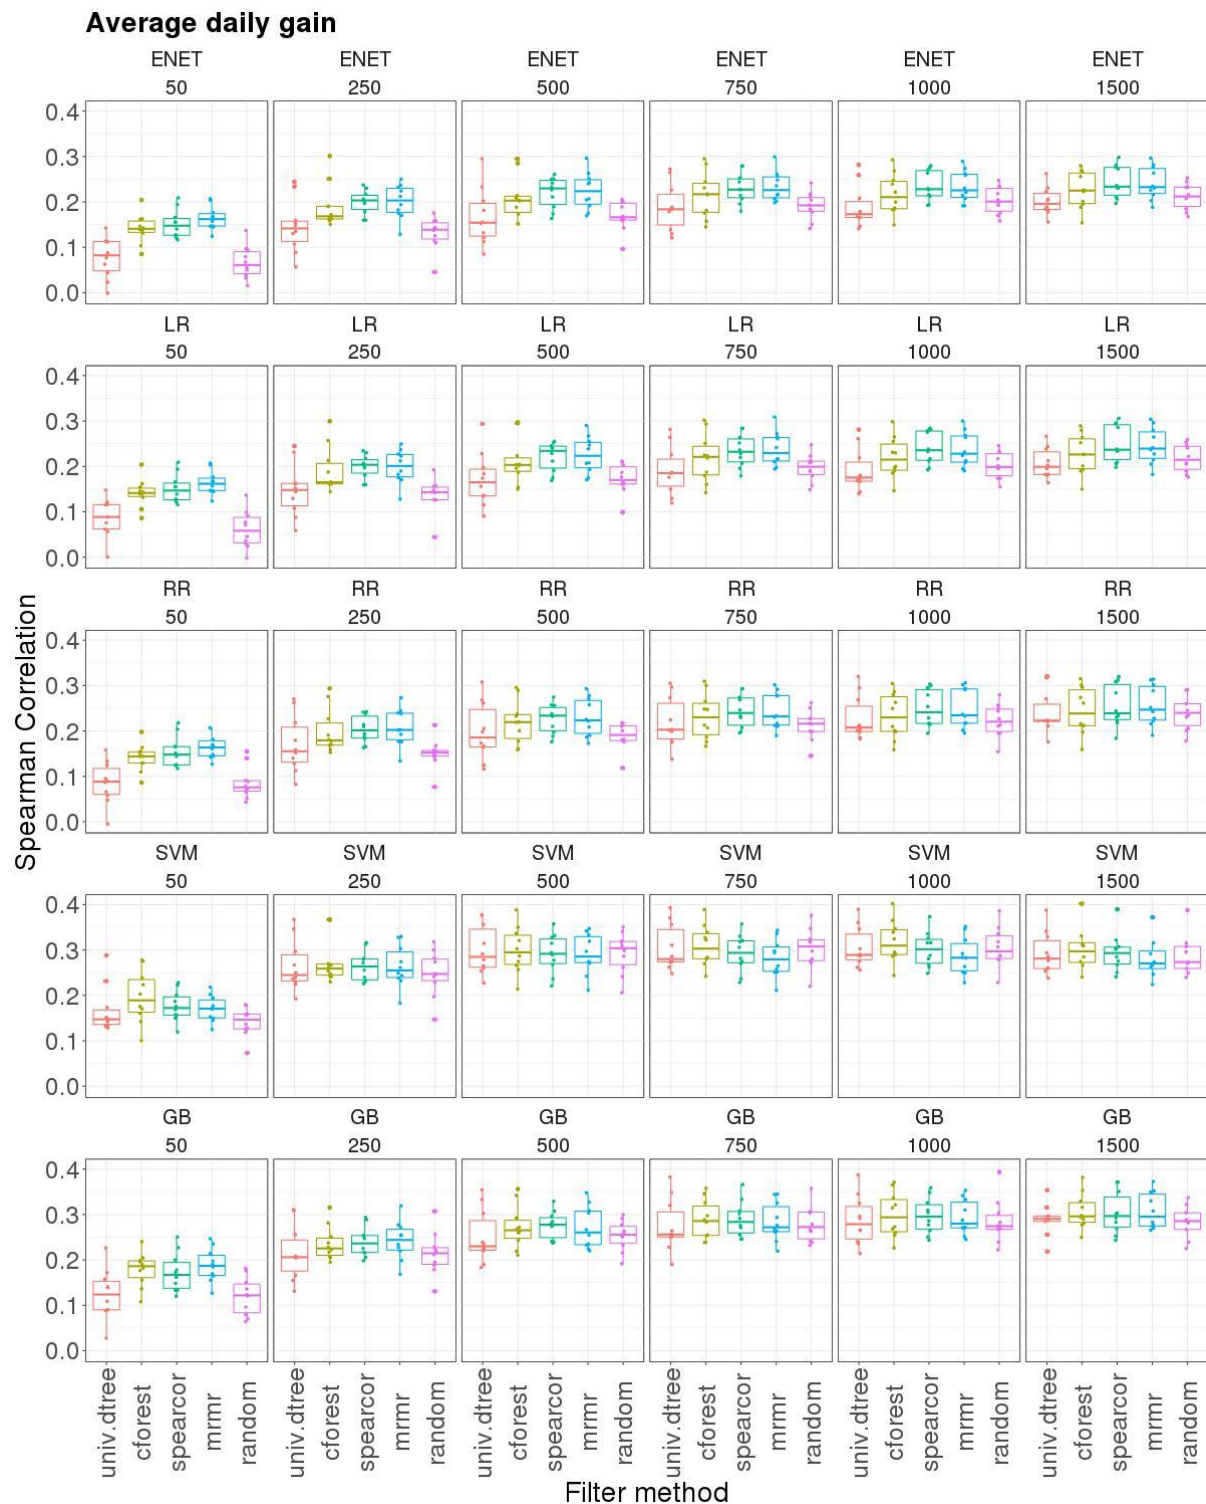 Average daily gain
ENET ENET ENET ENET ENET ENET
50 250 500 750 1000 1500
0.4
0.3
0.2
0.1
0.0
LR LR LR LR LR LR
50 250 500 750 1000 1500
0.4
0.3
0.2
0.1
0.0
RR RR RR RR RR RR
50 250 500 750 1000 1500
0.4
0.3
0.2
0.1
0.0
Spearman Correlation
SVM SVM SVM SVM SVM SVM
50 250 500 750 1000 1500
0.4
0.3
0.2
0.1
0.0
GB GB GB GB GB GB
50 250 500 750 1000 1500
0.4
0.3
0.2
0.1
0.0
univ.dtree cforest spearcor mrmr random univ.dtree cforest spearcor mrmr random univ.dtree cforest spearcor mrmr random univ.dtree cforest spearcor mrmr random univ.dtree cforest spearcor mrmr random univ.dtree cforest spearcor mrmr random
Filter method